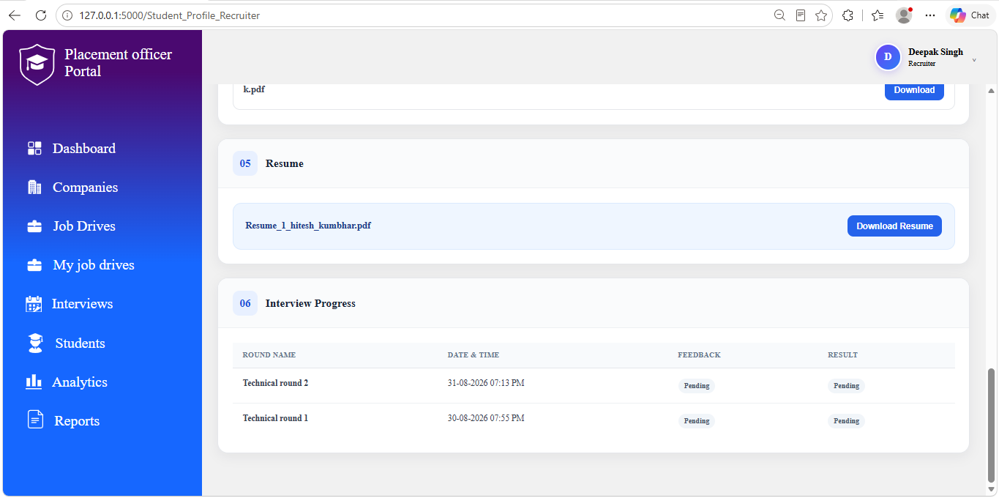 127.0.0.1:5000/Student_Profile_Recruiter
Chat
Placement officer
Portal
D
Deepak Singh
Recruiter
Dashboard
Companies
Job Drives
My job drives
Interviews
Students
Analytics
Reports
k.pdf
Download
05 Resume
Resume_1_hitesh_kumbhar.pdf
Download Resume
06 Interview Progress
ROUND NAME DATE & TIME FEEDBACK RESULT
Technical round 2 31-08-2026 07:13 PM Pending Pending
Technical round 1 30-08-2026 07:55 PM Pending Pending